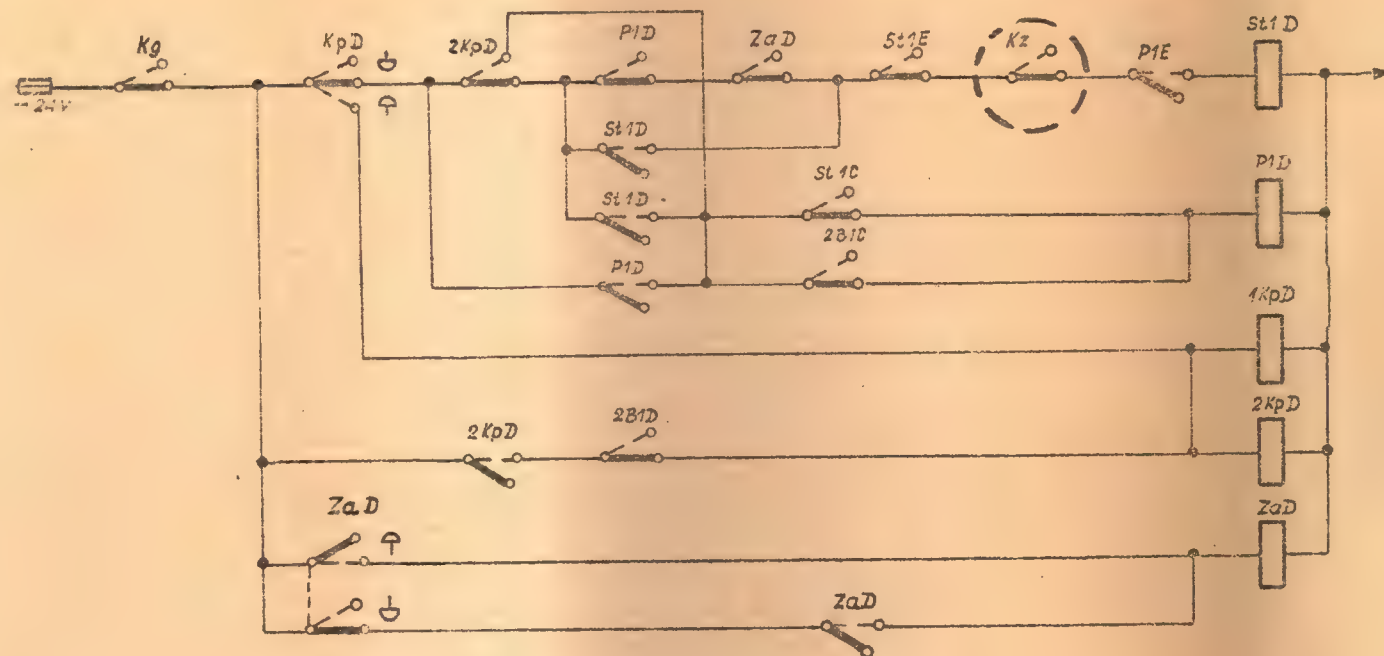 Kg
KpD
2KpD
P1D
ZaD
St1E
Kz
P1E
St1D
24V
St1D
St1D
St1C
P1D
P1D
2B1C
1KpD
2KpD
2KpD
2B1D
ZaD
ZaD
ZaD